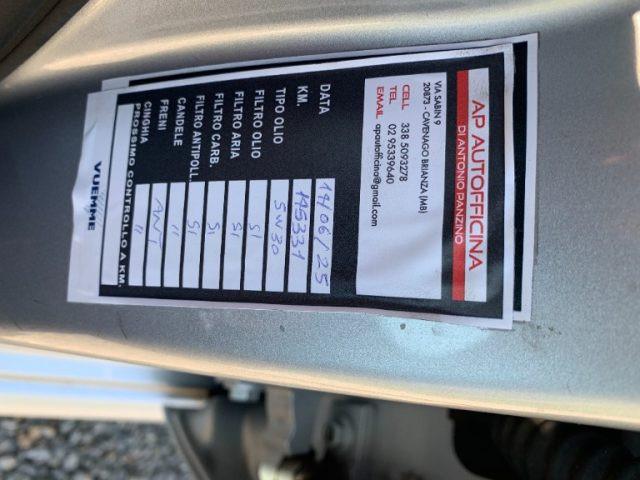 AP AUTOFFICINA
DI ANTONIO PANZINO
VIA SABIN 9
20873 - CAVENAGO BRIANZA (MB)
CELL 338 5093278
TEL 02 95339640
EMAIL apautofficina@gmail.com
DATA 14/06/25
KM. 145331
TIPO OLIO 5W30
FILTRO OLIO SI
FILTRO ARIA SI
FILTRO CARB. SI
FILTRO ANTIPOLL. SI
CANDELE "
FRENI ANT
CINGHIA "
PROSSIMO CONTROLLO A KM.
VUEMME